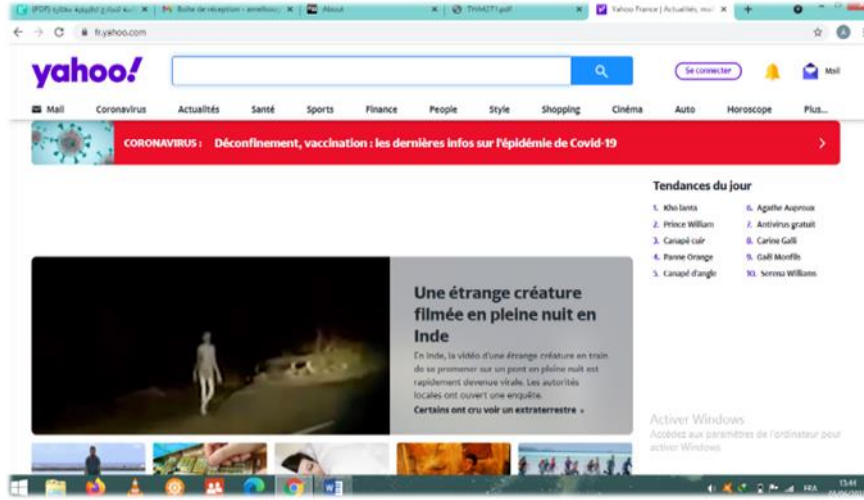 About
THM2T1.pdf
Yahoo France | Actualités, mail
fr.yahoo.com
yahoo!
Se connecter
Mail
Mail Coronavirus Actualités Santé Sports Finance People Style Shopping Cinéma Auto Horoscope Plus...
CORONAVIRUS : Déconfinement, vaccination : les dernières infos sur l'épidémie de Covid-19
Tendances du jour
1. Kho lanta
2. Prince William
3. Canapé cuir
4. Panne Orange
5. Canapé d'angle
6. Agathe Auproux
7. Antivirus gratuit
8. Carine Galli
9. Gaël Monfils
10. Serena Williams
Une étrange créature
filmée en pleine nuit en
Inde
En Inde, la vidéo d'une étrange créature en train
de se promener sur un pont en pleine nuit est
rapidement devenue virale. Les autorités
locales ont ouvert une enquête.
Certains ont cru voir un extraterrestre »
Activer Windows
Accédez aux paramètres de l'ordinateur pour
activer Windows.
FRA
15:44